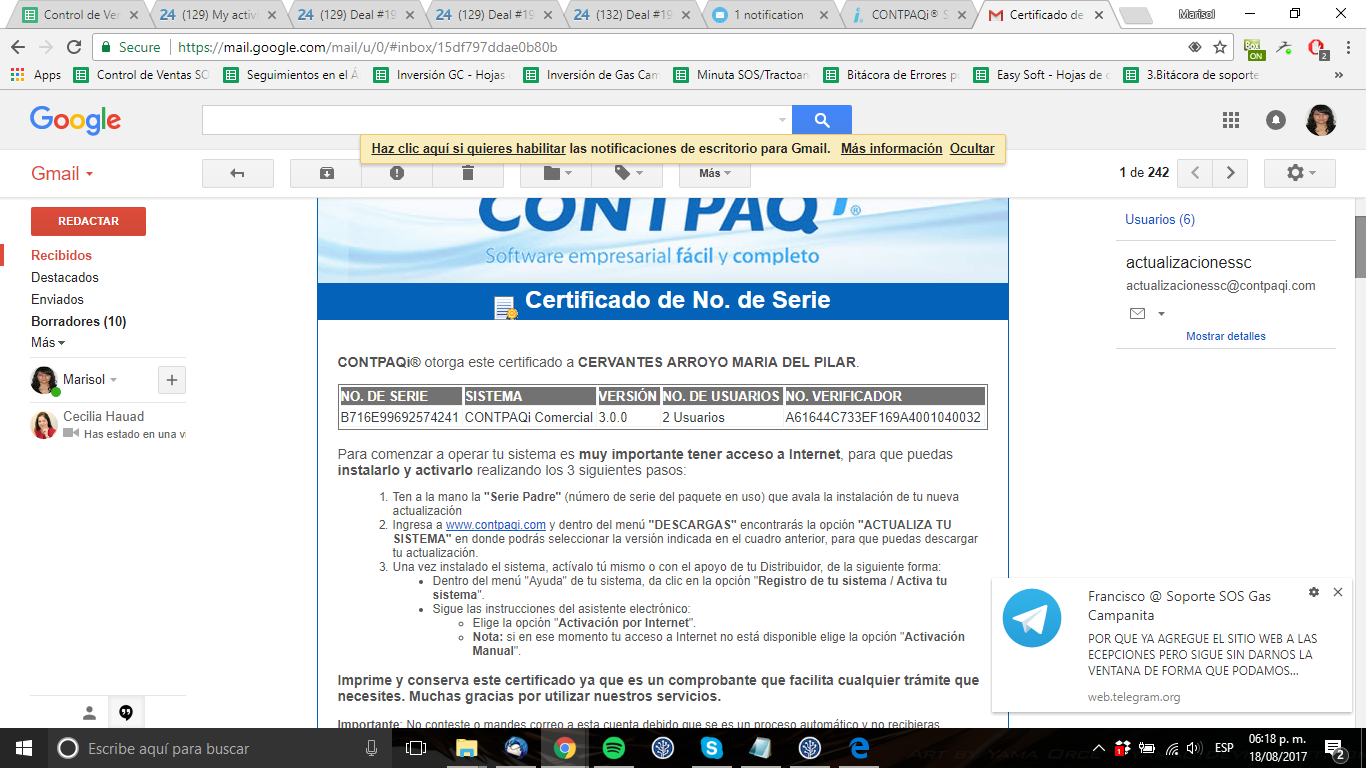 Control de Ver
24 (129) My activ
24 (129) Deal #19
24 (129) Deal #19
24 (132) Deal #19
1 notification
CONTPAQi® S
Certificado de
Marisol
Secure https://mail.google.com/mail/u/0/#inbox/15df797ddae0b80b
Box
ON
2
Apps Control de Ventas SO Seguimientos en el Á Inversión GC - Hojas Inversión de Gas Cam Minuta SOS/Tractoan Bitácora de Errores p Easy Soft - Hojas de c 3.Bitácora de soporte »
Google
Haz clic aquí si quieres habilitar las notificaciones de escritorio para Gmail. Más información Ocultar
Gmail
Más
1 de 242
REDACTAR
Recibidos
Destacados
Enviados
Borradores (10)
Más
Marisol
Cecilia Hauad
Has estado en una vi
CONTPAQi®
Software empresarial fácil y completo
Certificado de No. de Serie
CONTPAQi® otorga este certificado a CERVANTES ARROYO MARIA DEL PILAR.
NO. DE SERIE SISTEMA VERSIÓN NO. DE USUARIOS NO. VERIFICADOR
B716E99692574241 CONTPAQi Comercial 3.0.0 2 Usuarios A61644C733EF169A4001040032
Para comenzar a operar tu sistema es muy importante tener acceso a Internet, para que puedas
instalarlo y activarlo realizando los 3 siguientes pasos:
1. Ten a la mano la "Serie Padre" (número de serie del paquete en uso) que avala la instalación de tu nueva
actualización
2. Ingresa a www.contpaqi.com y dentro del menú "DESCARGAS" encontrarás la opción "ACTUALIZA TU
SISTEMA" en donde podrás seleccionar la versión indicada en el cuadro anterior, para que puedas descargar
tu actualización.
3. Una vez instalado el sistema, actívalo tú mismo o con el apoyo de tu Distribuidor, de la siguiente forma:
• Dentro del menú "Ayuda" de tu sistema, da clic en la opción "Registro de tu sistema / Activa tu
sistema".
• Sigue las instrucciones del asistente electrónico:
◦ Elige la opción "Activación por Internet".
◦ Nota: si en ese momento tu acceso a Internet no está disponible elige la opción "Activación
Manual".
Imprime y conserva este certificado ya que es un comprobante que facilita cualquier trámite que
necesites. Muchas gracias por utilizar nuestros servicios.
Importante: No conteste o mandes correo a esta cuenta debido que se es un proceso automático y no recibieras
Usuarios (6)
actualizacionessc
actualizacionessc@contpaqi.com
Mostrar detalles
Francisco @ Soporte SOS Gas
Campanita
POR QUE YA AGREGUE EL SITIO WEB A LAS
ECEPCIONES PERO SIGUE SIN DARNOS LA
VENTANA DE FORMA QUE PODAMOS...
web.telegram.org
Escribe aquí para buscar
ESP
06:18 p. m.
18/08/2017
2